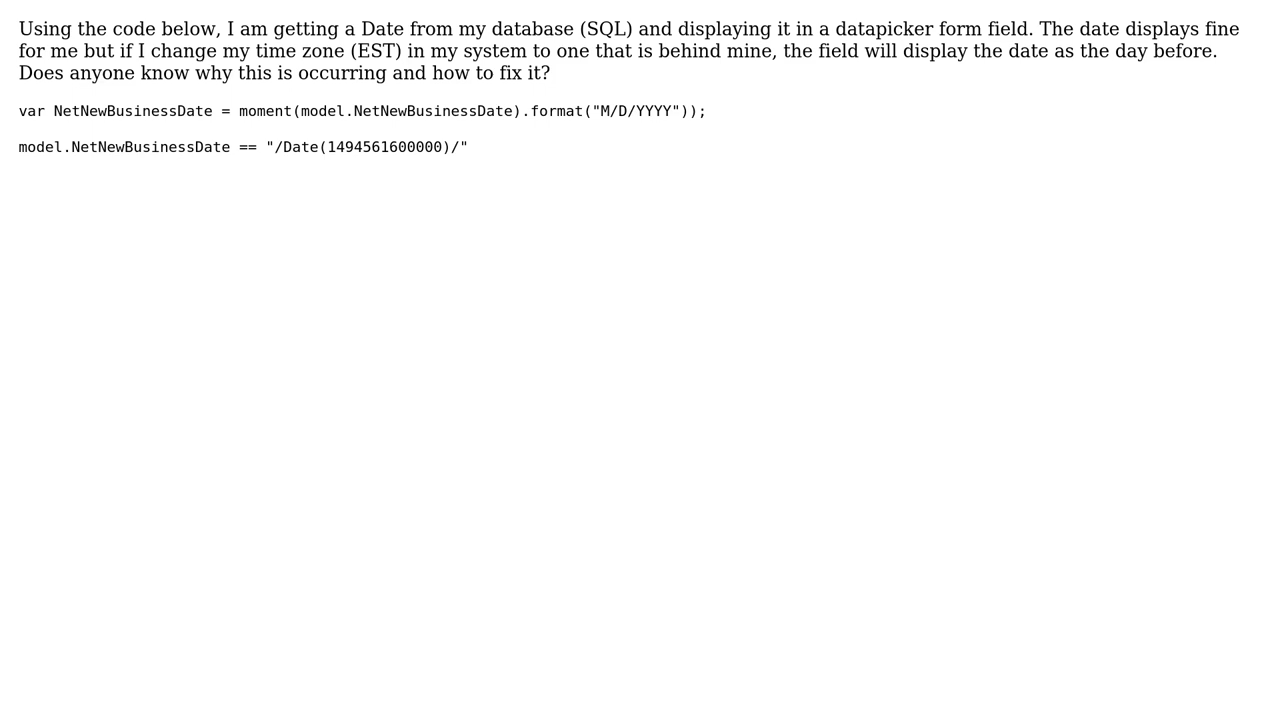 Using the code below, I am getting a Date from my database (SQL) and displaying it in a datapicker form field. The date displays fine
for me but if I change my time zone (EST) in my system to one that is behind mine, the field will display the date as the day before.
Does anyone know why this is occurring and how to fix it?
var NetNewBusinessDate = moment(model.NetNewBusinessDate).format("M/D/YYYY"));
model.NetNewBusinessDate == "/Date(1494561600000)/"